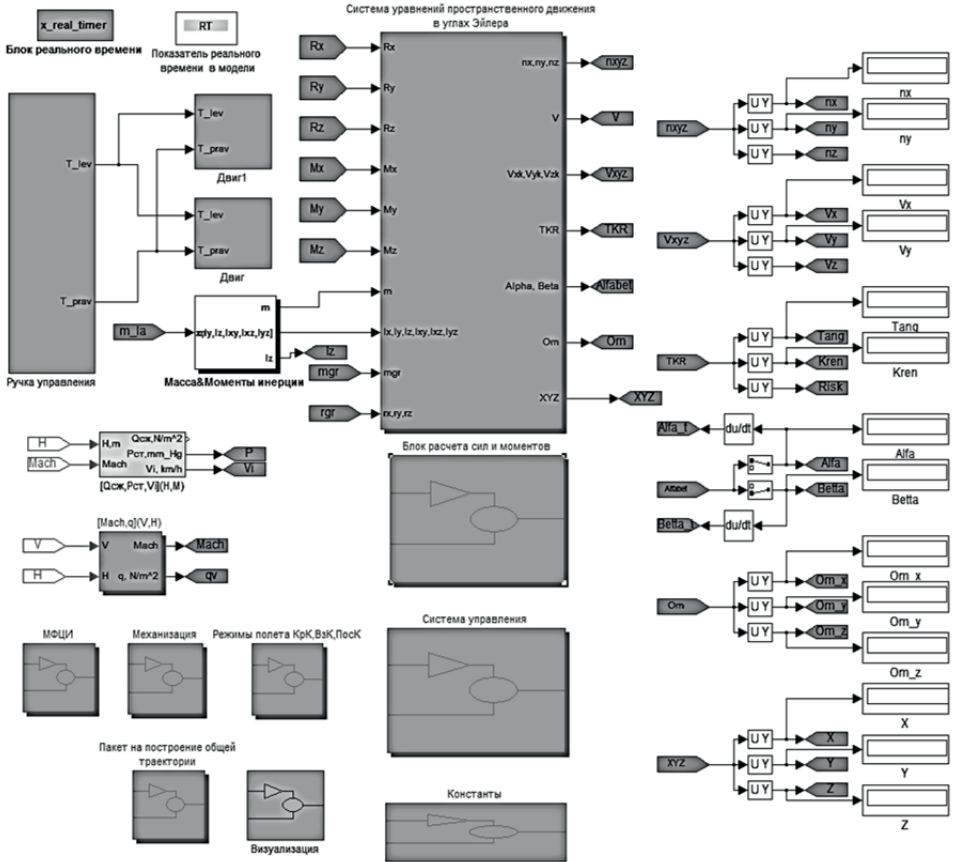 x_real_timer
Блок реального времени
RT
Показатель реального
времени в модели
Система уравнений пространственного движения
в углах Эйлера
T_lev
T_prav
Ручка управления
T_lev
T_prav
Двиг1
T_lev
T_prav
Двиг
m_la
m
Iz
Масса&Моменты инерции
Iz
Rx
Ry
Rz
Mx
My
Mz
mgr
rgr
Rx
Ry
Rz
Mx
My
Mz
m
Ix,Iy,Iz,Ixy,Ixz,Iyz
mgr
rx,ry,rz
nx,ny,nz
V
Vxk,Vyk,Vzk
TKR
Alpha, Beta
Om
XYZ
nxyz
V
Vxyz
TKR
Alfabet
Om
XYZ
H
Mach
H,m
Mach
Qсж,N/m^2
Pст,mm_Hg
Vi, km/h
P
Vi
[Qсж,Pст,Vi](H,M)
[Mach,q](V,H)
V
H
V
H
Mach
q, N/m^2
Mach
qv
МФЦИ
Механизация
Режимы полета КрК,ВзК,ПосК
Пакет на построение общей
траектории
Визуализация
Блок расчета сил и моментов
Система управления
Константы
nxyz
U Y
U Y
U Y
nx
ny
nz
nx
ny
Vxyz
U Y
U Y
U Y
Vx
Vy
Vz
Vx
Vy
TKR
U Y
U Y
U Y
Tang
Kren
Risk
Tang
Kren
Alfa_t
du/dt
Alfabet
Alfa
Betta
Betta_t
du/dt
Alfa
Betta
Om
U Y
U Y
U Y
Om_x
Om_y
Om_z
Om_x
Om_y
Om_z
XYZ
U Y
U Y
U Y
X
Y
Z
X
Y
Z